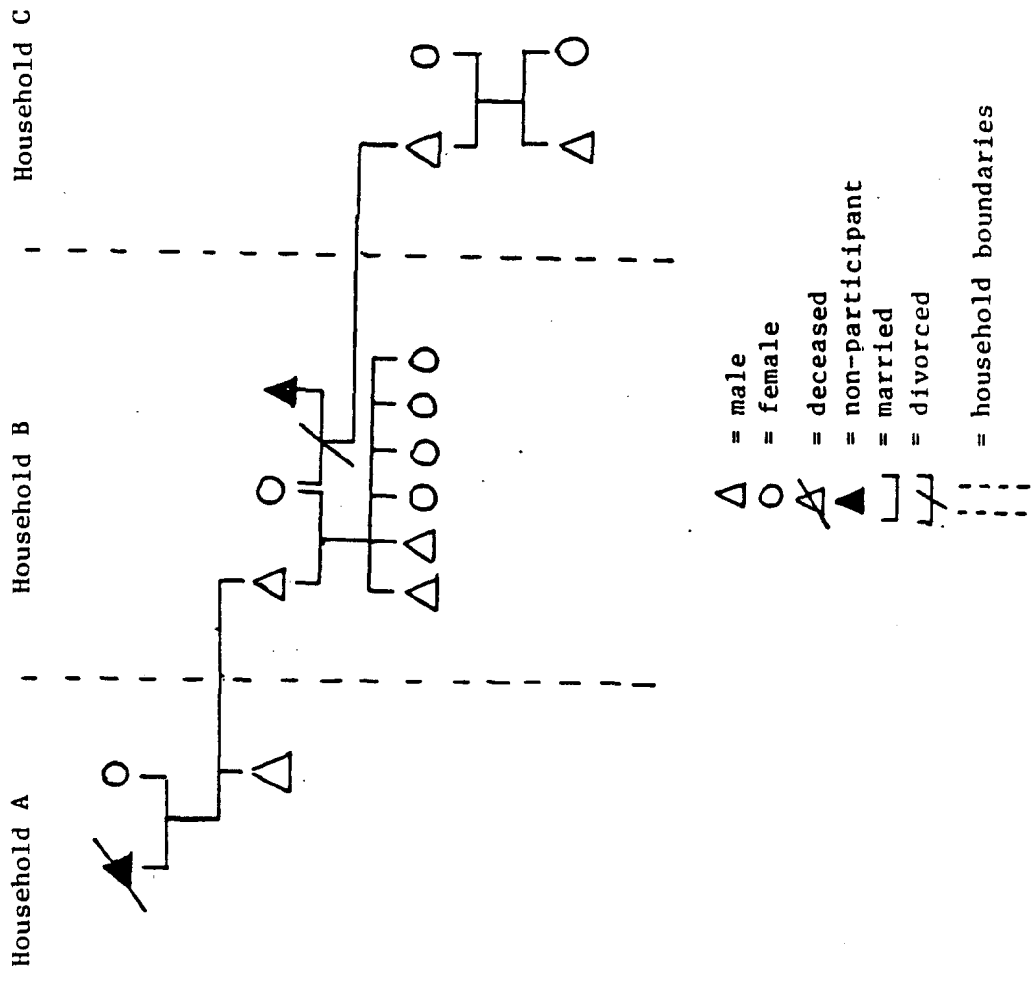 Household A
Household B
Household C
= male
= female
= deceased
= non-participant
= married
= divorced
= household boundaries